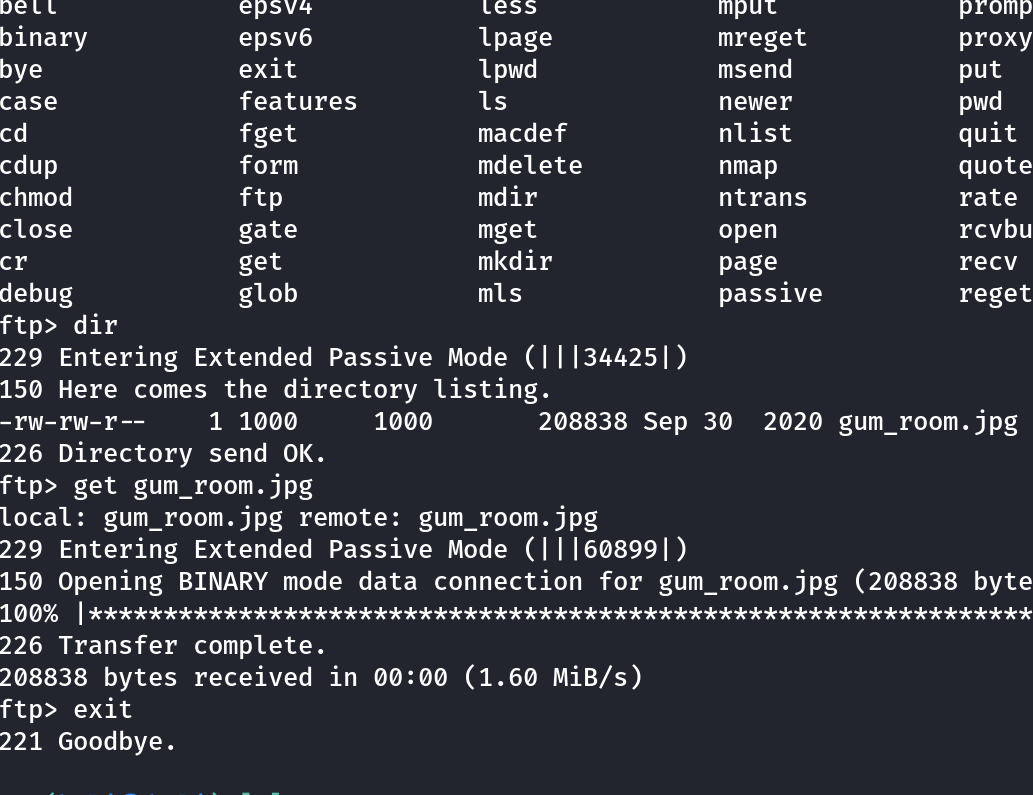 bell epsv4 less mput promp
binary epsv6 lpage mreget proxy
bye exit lpwd msend put
case features ls newer pwd
cd fget macdef nlist quit
cdup form mdelete nmap quote
chmod ftp mdir ntrans rate
close gate mget open rcvbu
cr get mkdir page recv
debug glob mls passive reget
ftp> dir
229 Entering Extended Passive Mode (|||34425|)
150 Here comes the directory listing.
-rw-rw-r-- 1 1000 1000 208838 Sep 30 2020 gum_room.jpg
226 Directory send OK.
ftp> get gum_room.jpg
local: gum_room.jpg remote: gum_room.jpg
229 Entering Extended Passive Mode (|||60899|)
150 Opening BINARY mode data connection for gum_room.jpg (208838 byte
100% |***************************************************************
226 Transfer complete.
208838 bytes received in 00:00 (1.60 MiB/s)
ftp> exit
221 Goodbye.